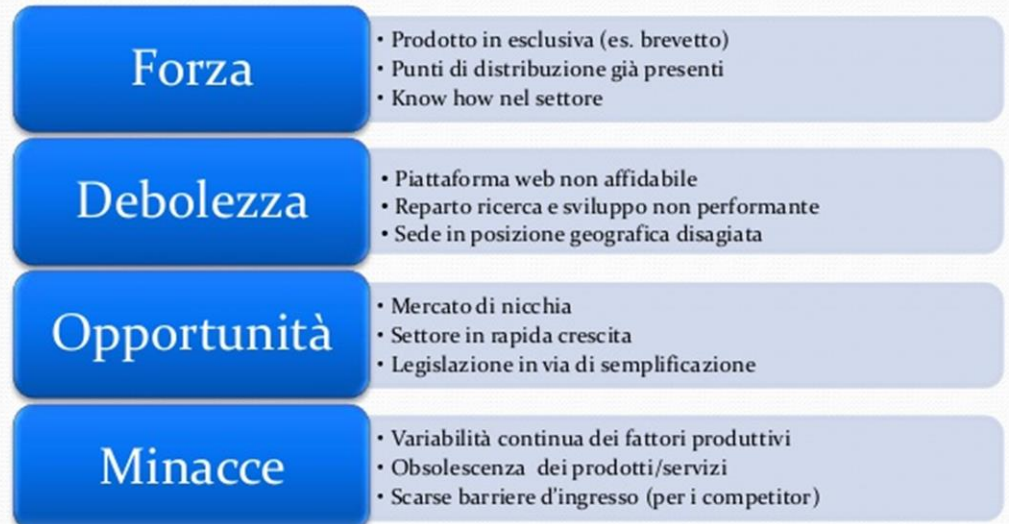 Forza
• Prodotto in esclusiva (es. brevetto)
• Punti di distribuzione già presenti
• Know how nel settore
Debolezza
• Piattaforma web non affidabile
• Reparto ricerca e sviluppo non performante
• Sede in posizione geografica disagiata
Opportunità
• Mercato di nicchia
• Settore in rapida crescita
• Legislazione in via di semplificazione
Minacce
• Variabilità continua dei fattori produttivi
• Obsolescenza dei prodotti/servizi
• Scarse barriere d'ingresso (per i competitor)